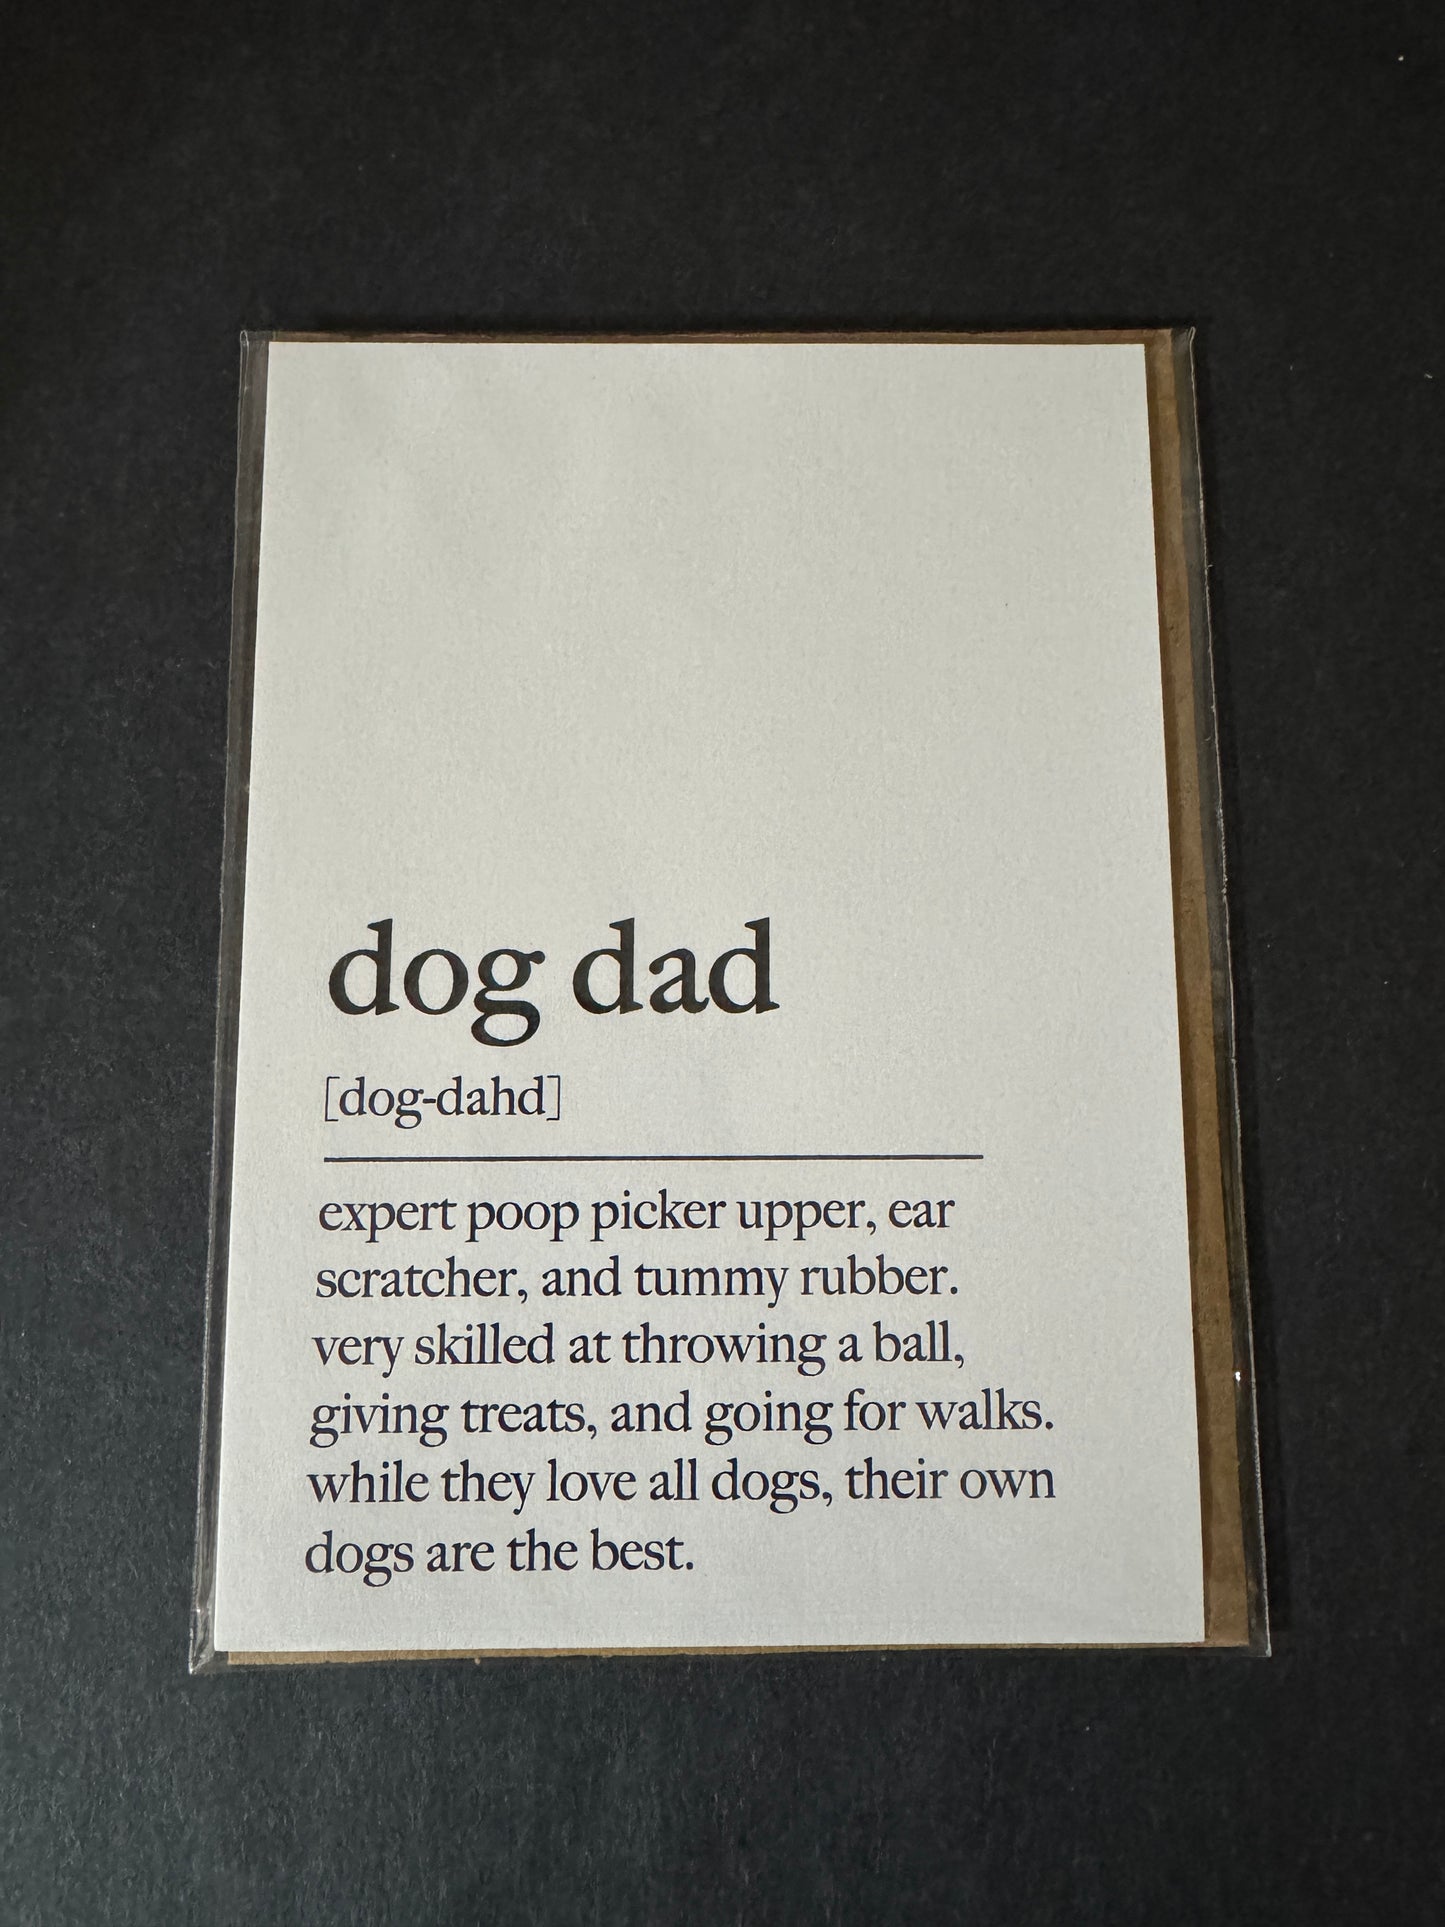 dog dad
[dog-dahd]
expert poop picker upper, ear
scratcher, and tummy rubber.
very skilled at throwing a ball,
giving treats, and going for walks.
while they love all dogs, their own
dogs are the best.